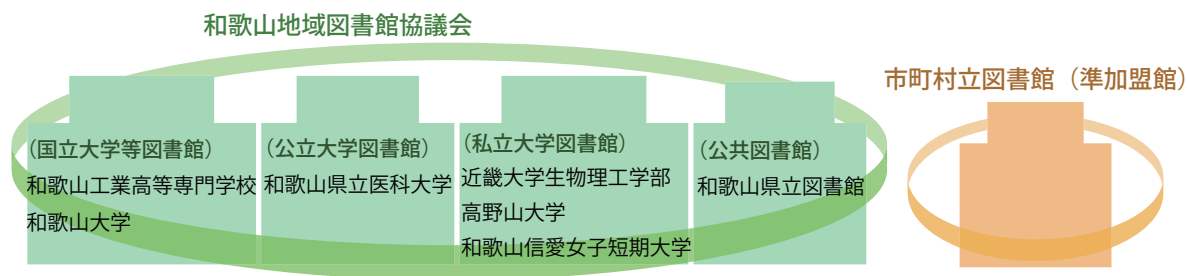 和歌山地域図書館協議会
市町村立図書館（準加盟館）
（国立大学等図書館）
和歌山工業高等専門学校
和歌山大学
（公立大学図書館）
和歌山県立医科大学
（私立大学図書館）
近畿大学生物理工学部
高野山大学
和歌山信愛女子短期大学
（公共図書館）
和歌山県立図書館